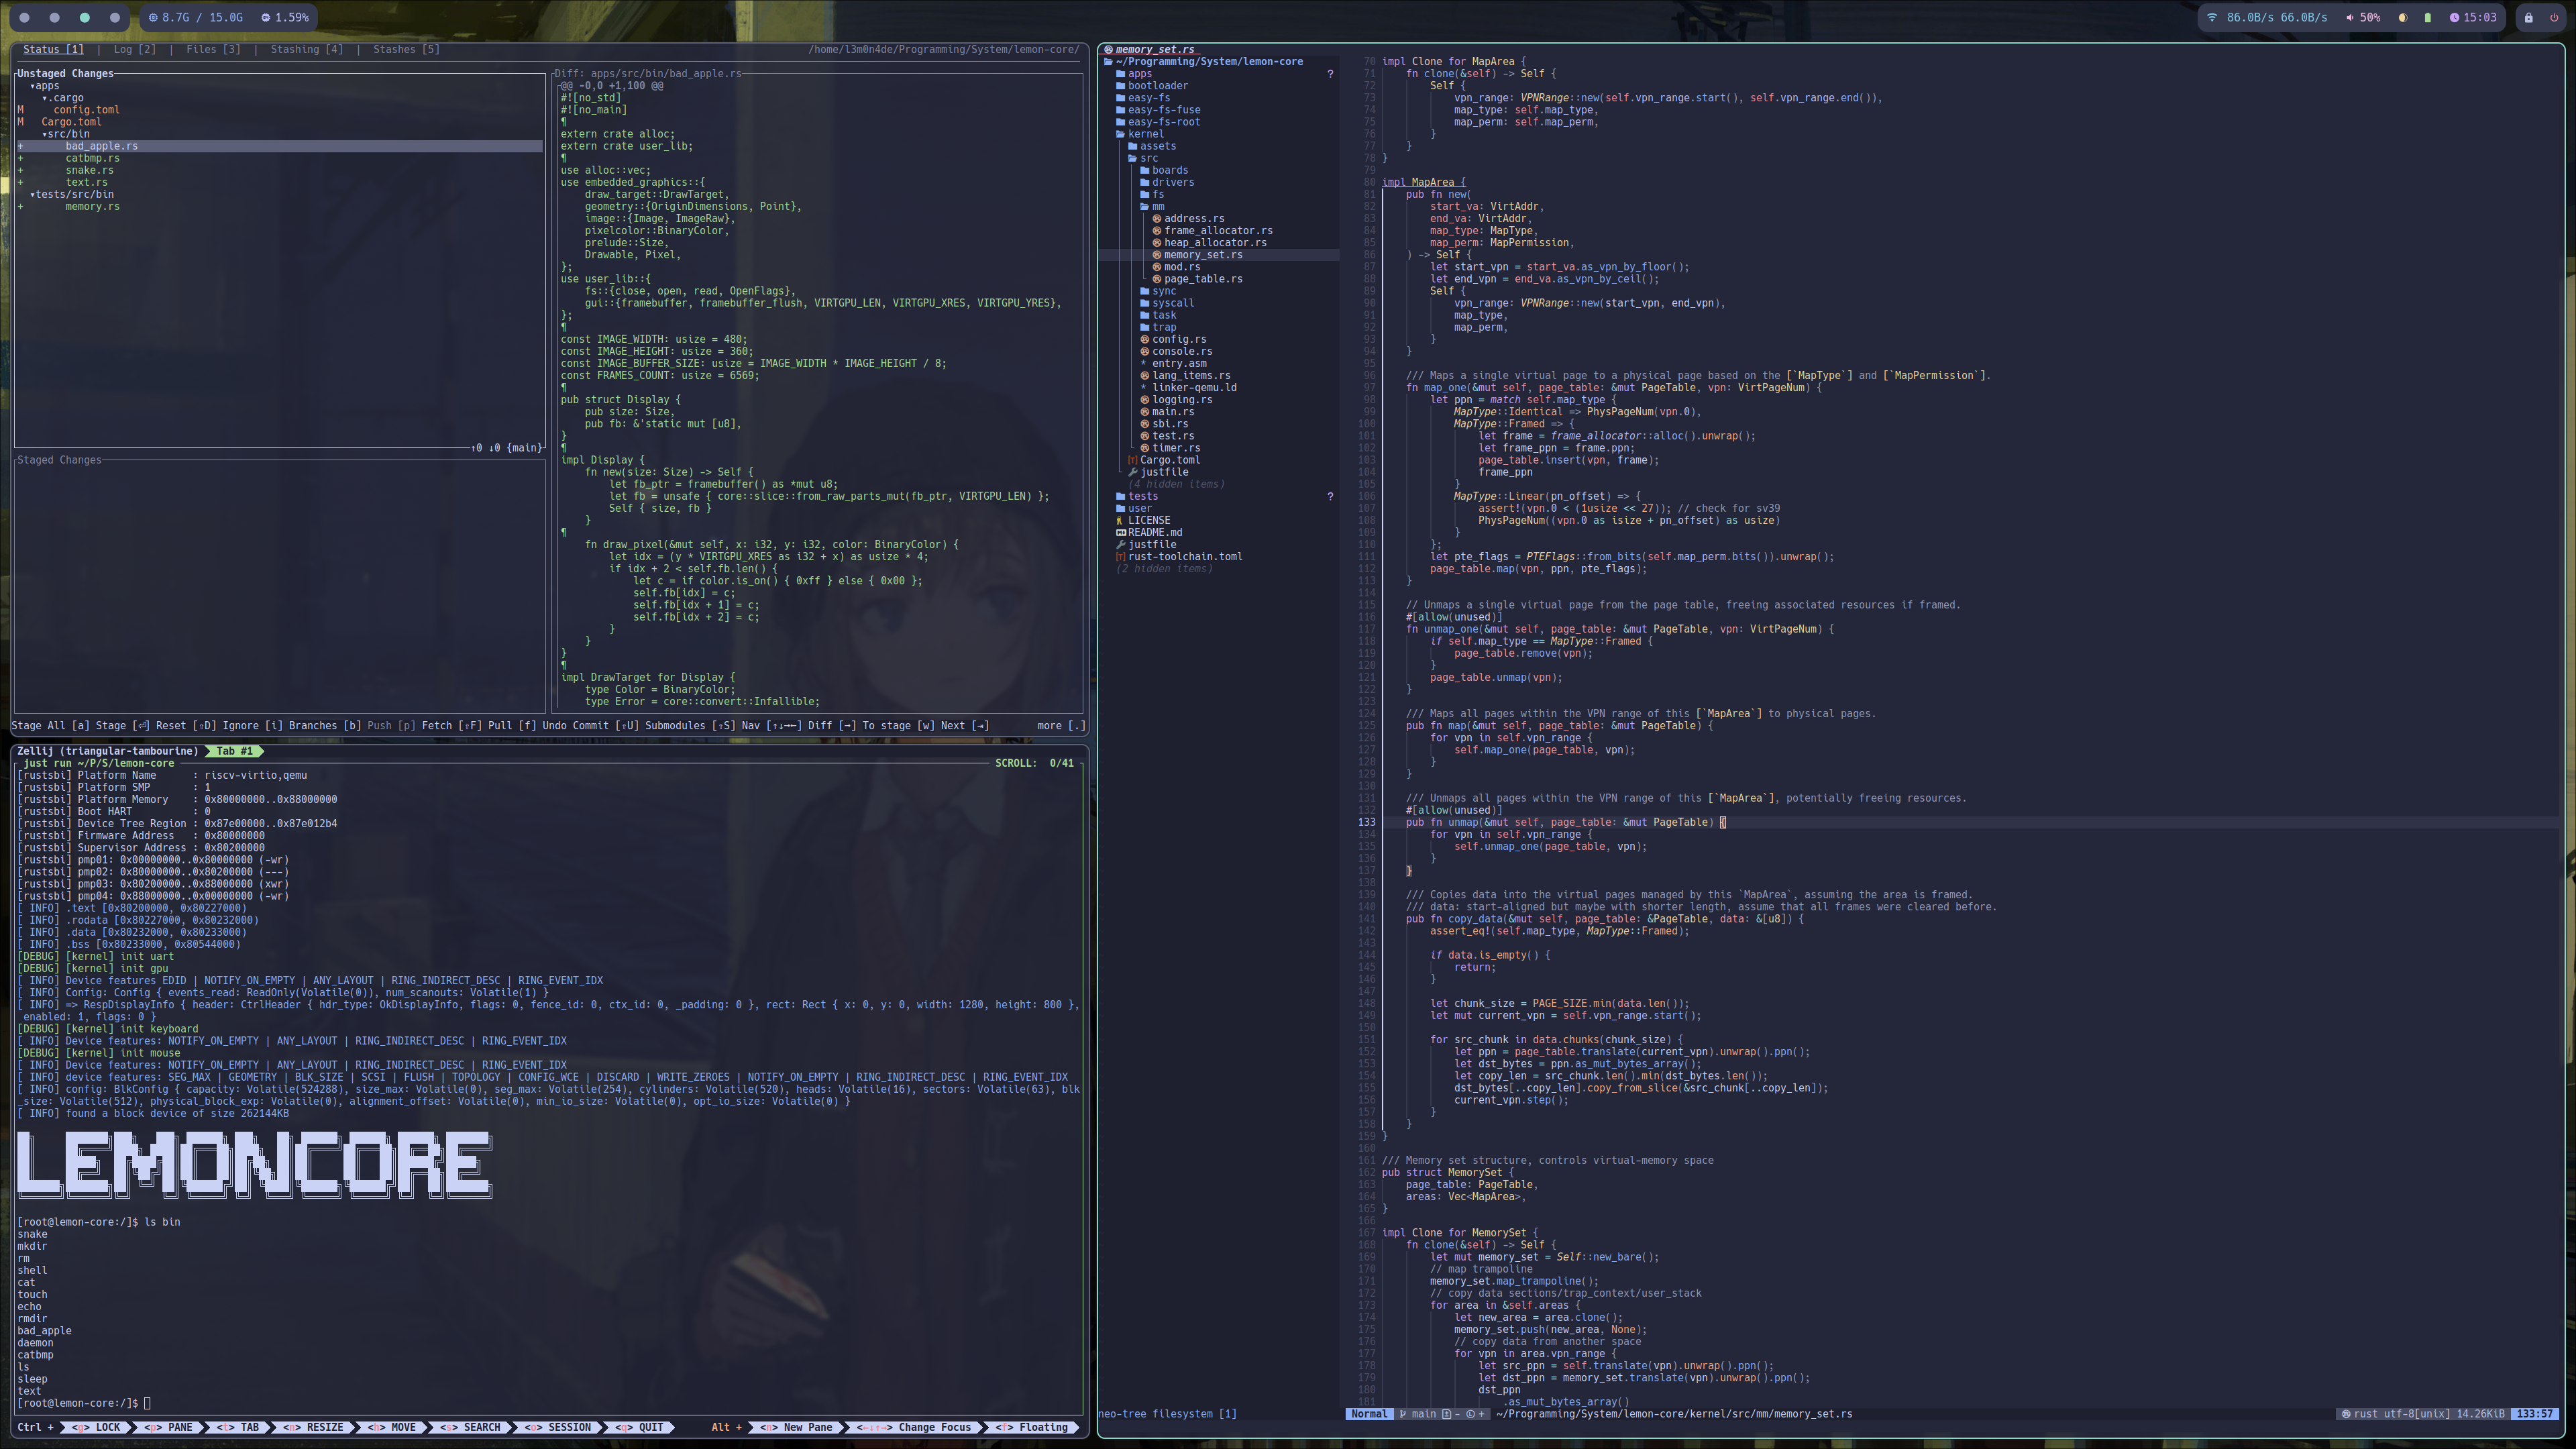 8.7G / 15.0G 1.59% 86.0B/s 66.0B/s 50% 15:03
Status [1] | Log [2] | Files [3] | Stashing [4] | Stashes [5] /home/l3m0n4de/Programming/System/lemon-core/
Unstaged Changes
▾apps
▾.cargo
M config.toml
M Cargo.toml
▾src/bin
+ bad_apple.rs
+ catbmp.rs
+ snake.rs
+ text.rs
▾tests/src/bin
+ memory.rs
↑0 ↓0 {main}
Staged Changes
Diff: apps/src/bin/bad_apple.rs
@@ -0,0 +1,100 @@
#![no_std]
#![no_main]
¶
extern crate alloc;
extern crate user_lib;
¶
use alloc::vec;
use embedded_graphics::{
draw_target::DrawTarget,
geometry::{OriginDimensions, Point},
image::{Image, ImageRaw},
pixelcolor::BinaryColor,
prelude::Size,
Drawable, Pixel,
};
use user_lib::{
fs::{close, open, read, OpenFlags},
gui::{framebuffer, framebuffer_flush, VIRTGPU_LEN, VIRTGPU_XRES, VIRTGPU_YRES},
};
¶
const IMAGE_WIDTH: usize = 480;
const IMAGE_HEIGHT: usize = 360;
const IMAGE_BUFFER_SIZE: usize = IMAGE_WIDTH * IMAGE_HEIGHT / 8;
const FRAMES_COUNT: usize = 6569;
¶
pub struct Display {
pub size: Size,
pub fb: &'static mut [u8],
}
¶
impl Display {
fn new(size: Size) -> Self {
let fb_ptr = framebuffer() as *mut u8;
let fb = unsafe { core::slice::from_raw_parts_mut(fb_ptr, VIRTGPU_LEN) };
Self { size, fb }
}
¶
fn draw_pixel(&mut self, x: i32, y: i32, color: BinaryColor) {
let idx = (y * VIRTGPU_XRES as i32 + x) as usize * 4;
if idx + 2 < self.fb.len() {
let c = if color.is_on() { 0xff } else { 0x00 };
self.fb[idx] = c;
self.fb[idx + 1] = c;
self.fb[idx + 2] = c;
}
}
}
¶
impl DrawTarget for Display {
type Color = BinaryColor;
type Error = core::convert::Infallible;
Stage All [a] Stage [⏎] Reset [⇧D] Ignore [i] Branches [b] Push [p] Fetch [⇧F] Pull [f] Undo Commit [⇧U] Submodules [⇧S] Nav [↑↓→←] Diff [→] To stage [w] Next [⇥] more [.]
Zellij (triangular-tambourine) Tab #1
just run ~/P/S/lemon-core SCROLL: 0/41
[rustsbi] Platform Name : riscv-virtio,qemu
[rustsbi] Platform SMP : 1
[rustsbi] Platform Memory : 0x80000000..0x88000000
[rustsbi] Boot HART : 0
[rustsbi] Device Tree Region : 0x87e00000..0x87e012b4
[rustsbi] Firmware Address : 0x80000000
[rustsbi] Supervisor Address : 0x80200000
[rustsbi] pmp01: 0x00000000..0x80000000 (-wr)
[rustsbi] pmp02: 0x80000000..0x80200000 (---)
[rustsbi] pmp03: 0x80200000..0x88000000 (xwr)
[rustsbi] pmp04: 0x88000000..0x00000000 (-wr)
[ INFO] .text [0x80200000, 0x80227000)
[ INFO] .rodata [0x80227000, 0x80232000)
[ INFO] .data [0x80232000, 0x80233000)
[ INFO] .bss [0x80233000, 0x80544000)
[DEBUG] [kernel] init uart
[DEBUG] [kernel] init gpu
[ INFO] Device features EDID | NOTIFY_ON_EMPTY | ANY_LAYOUT | RING_INDIRECT_DESC | RING_EVENT_IDX
[ INFO] Config: Config { events_read: ReadOnly(Volatile(0)), num_scanouts: Volatile(1) }
[ INFO] => RespDisplayInfo { header: CtrlHeader { hdr_type: OkDisplayInfo, flags: 0, fence_id: 0, ctx_id: 0, _padding: 0 }, rect: Rect { x: 0, y: 0, width: 1280, height: 800 },
enabled: 1, flags: 0 }
[DEBUG] [kernel] init keyboard
[ INFO] Device features: NOTIFY_ON_EMPTY | ANY_LAYOUT | RING_INDIRECT_DESC | RING_EVENT_IDX
[DEBUG] [kernel] init mouse
[ INFO] Device features: NOTIFY_ON_EMPTY | ANY_LAYOUT | RING_INDIRECT_DESC | RING_EVENT_IDX
[ INFO] device features: SEG_MAX | GEOMETRY | BLK_SIZE | SCSI | FLUSH | TOPOLOGY | CONFIG_WCE | DISCARD | WRITE_ZEROES | NOTIFY_ON_EMPTY | RING_INDIRECT_DESC | RING_EVENT_IDX
[ INFO] config: BlkConfig { capacity: Volatile(524288), size_max: Volatile(0), seg_max: Volatile(254), cylinders: Volatile(520), heads: Volatile(16), sectors: Volatile(63), blk
_size: Volatile(512), physical_block_exp: Volatile(0), alignment_offset: Volatile(0), min_io_size: Volatile(0), opt_io_size: Volatile(0) }
[ INFO] found a block device of size 262144KB
LEMONCORE
[root@lemon-core:/]$ ls bin
snake
mkdir
rm
shell
cat
touch
echo
rmdir
bad_apple
daemon
catbmp
ls
sleep
text
[root@lemon-core:/]$
Ctrl + <g> LOCK <p> PANE <t> TAB <n> RESIZE <h> MOVE <s> SEARCH <o> SESSION <q> QUIT Alt + <n> New Pane <←↓↑→> Change Focus <f> Floating
memory_set.rs
~/Programming/System/lemon-core
apps ?
bootloader
easy-fs
easy-fs-fuse
easy-fs-root
kernel
assets
src
boards
drivers
fs
mm
address.rs
frame_allocator.rs
heap_allocator.rs
memory_set.rs
mod.rs
page_table.rs
sync
syscall
task
trap
config.rs
console.rs
* entry.asm
lang_items.rs
* linker-qemu.ld
logging.rs
main.rs
sbi.rs
test.rs
timer.rs
Cargo.toml
justfile
(4 hidden items)
tests ?
user
LICENSE
README.md
justfile
rust-toolchain.toml
(2 hidden items)
neo-tree filesystem [1]
70 impl Clone for MapArea {
71 fn clone(&self) -> Self {
72 Self {
73 vpn_range: VPNRange::new(self.vpn_range.start(), self.vpn_range.end()),
74 map_type: self.map_type,
75 map_perm: self.map_perm,
76 }
77 }
78 }
79
80 impl MapArea {
81 pub fn new(
82 start_va: VirtAddr,
83 end_va: VirtAddr,
84 map_type: MapType,
85 map_perm: MapPermission,
86 ) -> Self {
87 let start_vpn = start_va.as_vpn_by_floor();
88 let end_vpn = end_va.as_vpn_by_ceil();
89 Self {
90 vpn_range: VPNRange::new(start_vpn, end_vpn),
91 map_type,
92 map_perm,
93 }
94 }
95
96 /// Maps a single virtual page to a physical page based on the [`MapType`] and [`MapPermission`].
97 fn map_one(&mut self, page_table: &mut PageTable, vpn: VirtPageNum) {
98 let ppn = match self.map_type {
99 MapType::Identical => PhysPageNum(vpn.0),
100 MapType::Framed => {
101 let frame = frame_allocator::alloc().unwrap();
102 let frame_ppn = frame.ppn;
103 page_table.insert(vpn, frame);
104 frame_ppn
105 }
106 MapType::Linear(pn_offset) => {
107 assert!(vpn.0 < (1usize << 27)); // check for sv39
108 PhysPageNum((vpn.0 as isize + pn_offset) as usize)
109 }
110 };
111 let pte_flags = PTEFlags::from_bits(self.map_perm.bits()).unwrap();
112 page_table.map(vpn, ppn, pte_flags);
113 }
114
115 // Unmaps a single virtual page from the page table, freeing associated resources if framed.
116 #[allow(unused)]
117 fn unmap_one(&mut self, page_table: &mut PageTable, vpn: VirtPageNum) {
118 if self.map_type == MapType::Framed {
119 page_table.remove(vpn);
120 }
121 page_table.unmap(vpn);
122 }
123
124 /// Maps all pages within the VPN range of this [`MapArea`] to physical pages.
125 pub fn map(&mut self, page_table: &mut PageTable) {
126 for vpn in self.vpn_range {
127 self.map_one(page_table, vpn);
128 }
129 }
130
131 /// Unmaps all pages within the VPN range of this [`MapArea`], potentially freeing resources.
132 #[allow(unused)]
133 pub fn unmap(&mut self, page_table: &mut PageTable) {
134 for vpn in self.vpn_range {
135 self.unmap_one(page_table, vpn);
136 }
137 }
138
139 /// Copies data into the virtual pages managed by this `MapArea`, assuming the area is framed.
140 /// data: start-aligned but maybe with shorter length, assume that all frames were cleared before.
141 pub fn copy_data(&mut self, page_table: &PageTable, data: &[u8]) {
142 assert_eq!(self.map_type, MapType::Framed);
143
144 if data.is_empty() {
145 return;
146 }
147
148 let chunk_size = PAGE_SIZE.min(data.len());
149 let mut current_vpn = self.vpn_range.start();
150
151 for src_chunk in data.chunks(chunk_size) {
152 let ppn = page_table.translate(current_vpn).unwrap().ppn();
153 let dst_bytes = ppn.as_mut_bytes_array();
154 let copy_len = src_chunk.len().min(dst_bytes.len());
155 dst_bytes[..copy_len].copy_from_slice(&src_chunk[..copy_len]);
156 current_vpn.step();
157 }
158 }
159 }
160
161 /// Memory set structure, controls virtual-memory space
162 pub struct MemorySet {
163 page_table: PageTable,
164 areas: Vec<MapArea>,
165 }
166
167 impl Clone for MemorySet {
168 fn clone(&self) -> Self {
169 let mut memory_set = Self::new_bare();
170 // map trampoline
171 memory_set.map_trampoline();
172 // copy data sections/trap_context/user_stack
173 for area in &self.areas {
174 let new_area = area.clone();
175 memory_set.push(new_area, None);
176 // copy data from another space
177 for vpn in area.vpn_range {
178 let src_ppn = self.translate(vpn).unwrap().ppn();
179 let dst_ppn = memory_set.translate(vpn).unwrap().ppn();
180 dst_ppn
181 .as_mut_bytes_array()
Normal main - + ~/Programming/System/lemon-core/kernel/src/mm/memory_set.rs rust utf-8[unix] 14.26KiB 133:57